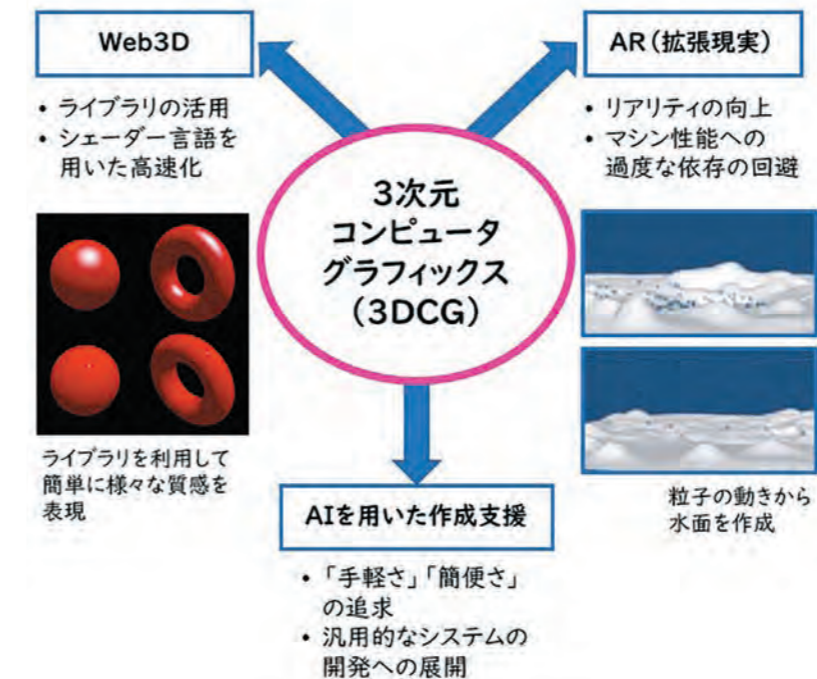 Web3D
・ライブラリの活用
・シェーダー言語を
用いた高速化
AR(拡張現実)
・リアリティの向上
・マシン性能への
過度な依存の回避
3次元
コンピュータ
グラフィックス
(3DCG)
ライブラリを利用して
簡単に様々な質感を
表現
粒子の動きから
水面を作成
AIを用いた作成支援
・「手軽さ」「簡便さ」
の追求
・汎用的なシステムの
開発への展開